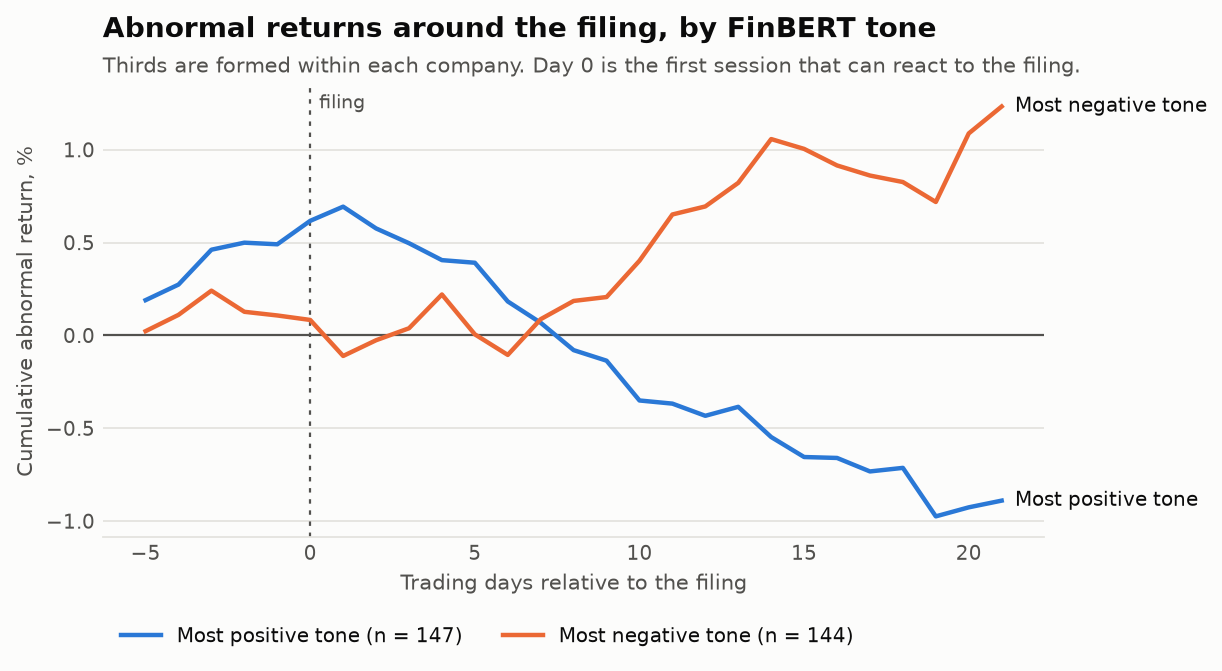 Abnormal returns around the filing, by FinBERT tone
Thirds are formed within each company. Day 0 is the first session that can react to the filing.
filing
Most negative tone
Cumulative abnormal return, %
1.0
0.5
0.0
−0.5
−1.0
Most positive tone
−5 0 5 10 15 20
Trading days relative to the filing
Most positive tone (n = 147) Most negative tone (n = 144)